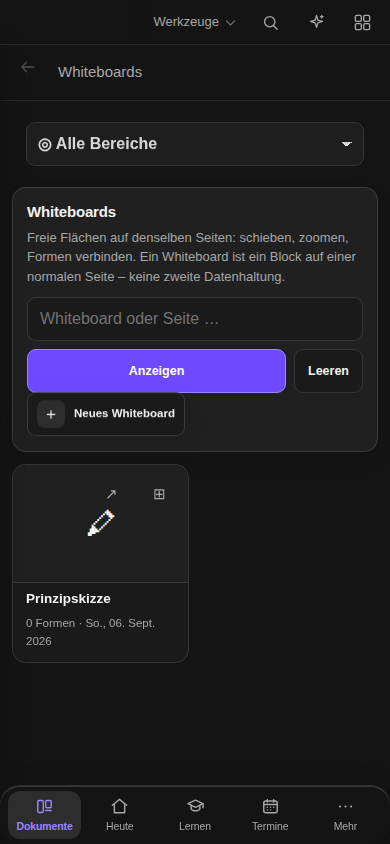 Werkzeuge
Whiteboards
Alle Bereiche
Whiteboards
Freie Flächen auf denselben Seiten: schieben, zoomen,
Formen verbinden. Ein Whiteboard ist ein Block auf einer
normalen Seite – keine zweite Datenhaltung.
Whiteboard oder Seite …
Anzeigen
Leeren
Neues Whiteboard
Prinzipskizze
0 Formen · So., 06. Sept.
2026
Dokumente
Heute
Lernen
Termine
Mehr